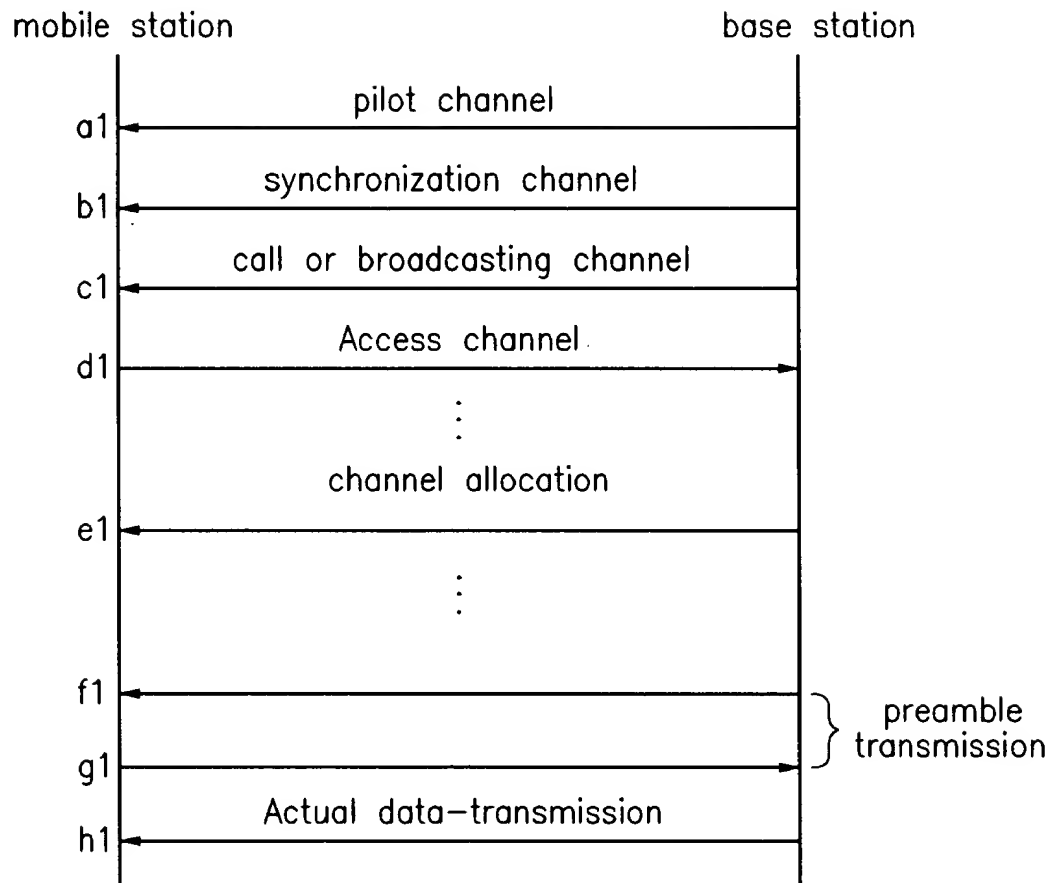 mobile station
base station
pilot channel
a1
synchronization channel
b1
call or broadcasting channel
c1
Access channel
d1
channel allocation
e1
f1
preamble
transmission
g1
Actual data-transmission
h1